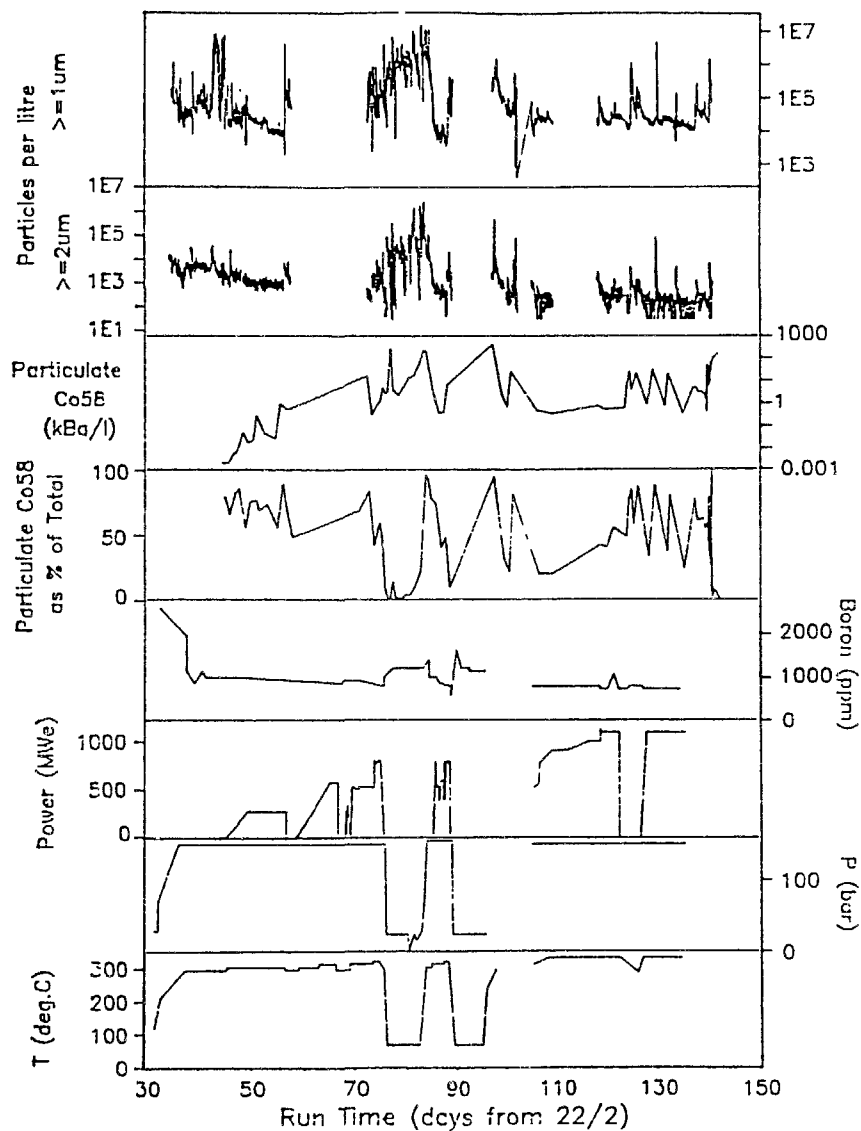 Particles per litre
>=1um
1E7
1E5
1E3
>=2um
1E7
1E5
1E3
1E1
Particulate
Co58
(kBa/l)
1000
1
0.001
Particulate Co58
as % of Total
100
50
0
Boron (ppm)
2000
1000
0
Power (MWe)
1000
500
0
P (bar)
100
0
T (deg.C)
300
200
100
0
30 50 70 90 110 130 150
Run Time (dcys from 22/2)